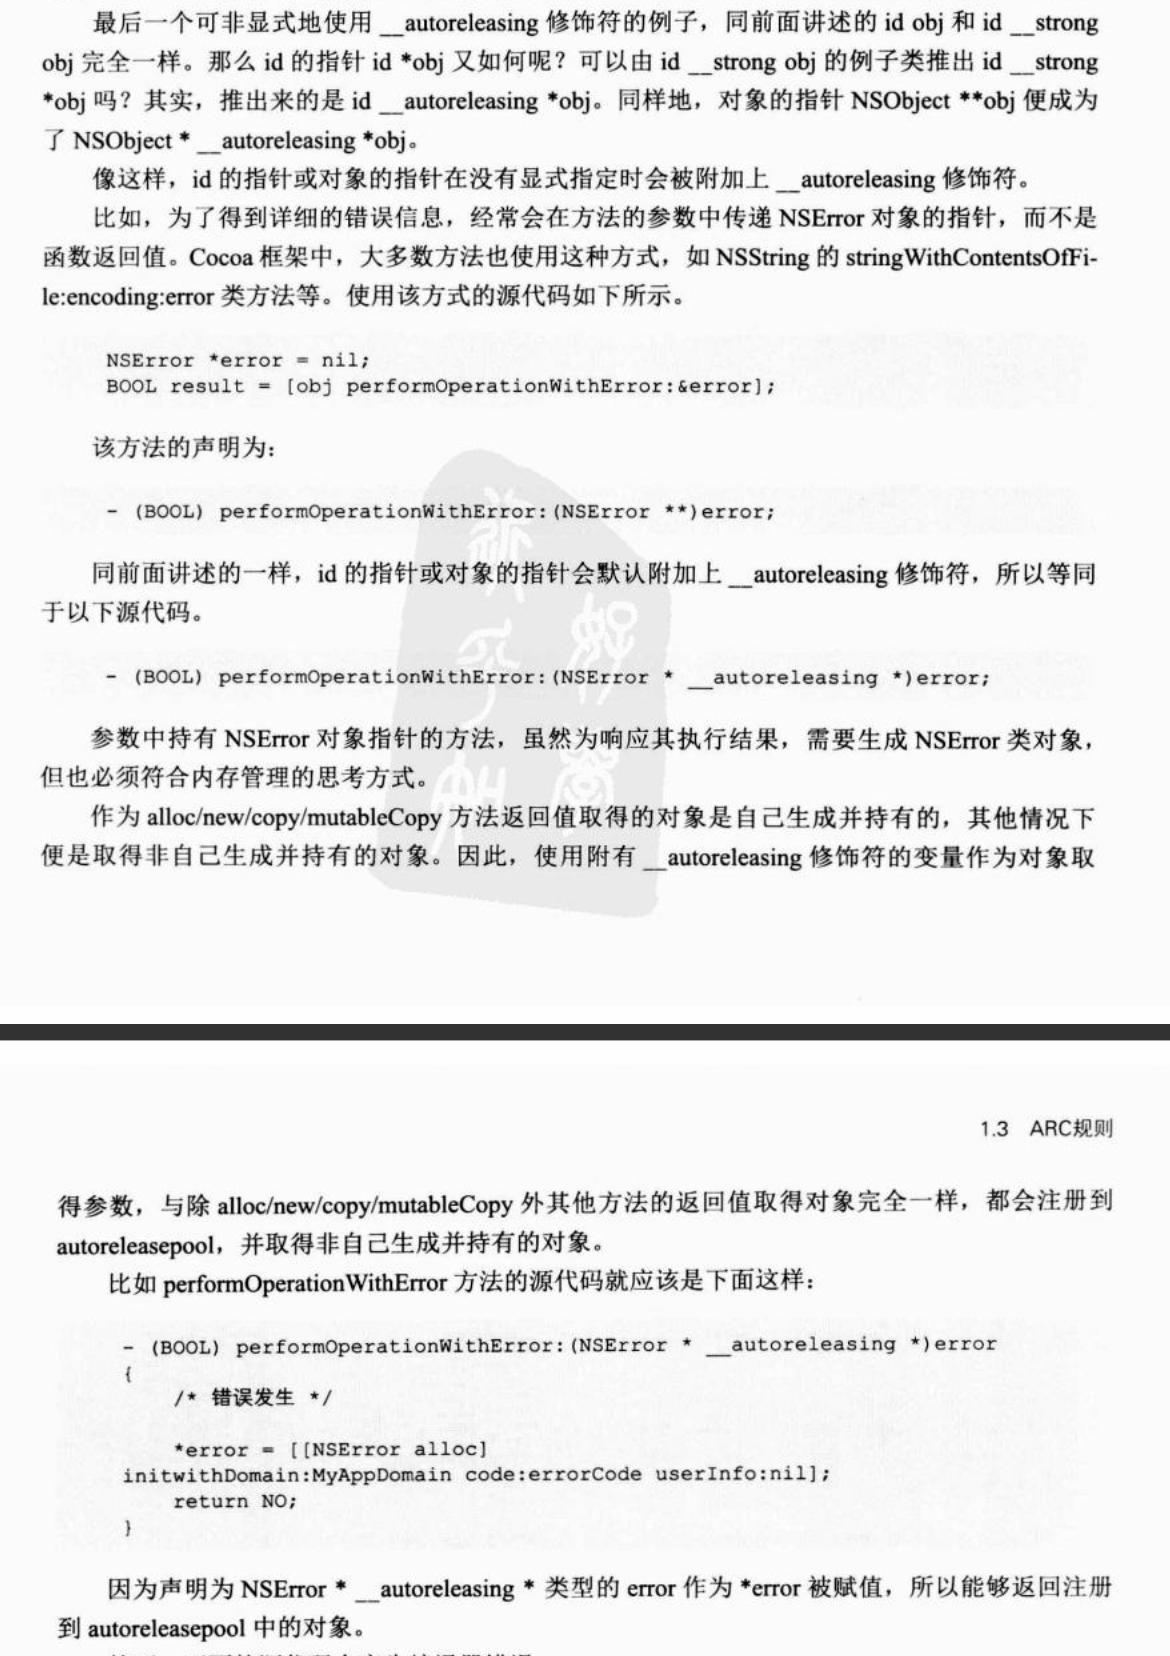 最后一个可非显式地使用 __autoreleasing 修饰符的例子，同前面讲述的 id obj 和 id __strong
obj 完全一样。那么 id 的指针 id *obj 又如何呢？可以由 id __strong obj 的例子类推出 id __strong
*obj 吗？其实，推出来的是 id __autoreleasing *obj。同样地，对象的指针 NSObject **obj 便成为
了 NSObject * __autoreleasing *obj。
像这样，id 的指针或对象的指针在没有显式指定时会被附加上 __autoreleasing 修饰符。
比如，为了得到详细的错误信息，经常会在方法的参数中传递 NSError 对象的指针，而不是
函数返回值。Cocoa 框架中，大多数方法也使用这种方式，如 NSString 的 stringWithContentsOfFi-
le:encoding:error 类方法等。使用该方式的源代码如下所示。
NSError *error = nil;
BOOL result = [obj performOperationWithError:&error];
该方法的声明为：
- (BOOL) performOperationWithError:(NSError **)error;
同前面讲述的一样，id 的指针或对象的指针会默认附加上 __autoreleasing 修饰符，所以等同
于以下源代码。
- (BOOL) performOperationWithError:(NSError * __autoreleasing *)error;
参数中持有 NSError 对象指针的方法，虽然为响应其执行结果，需要生成 NSError 类对象，
但也必须符合内存管理的思考方式。
作为 alloc/new/copy/mutableCopy 方法返回值取得的对象是自己生成并持有的，其他情况下
便是取得非自己生成并持有的对象。因此，使用附有 __autoreleasing 修饰符的变量作为对象取
1.3 ARC规则
得参数，与除 alloc/new/copy/mutableCopy 外其他方法的返回值取得对象完全一样，都会注册到
autoreleasepool，并取得非自己生成并持有的对象。
比如 performOperationWithError 方法的源代码就应该是下面这样：
- (BOOL) performOperationWithError:(NSError * __autoreleasing *)error
{
/* 错误发生 */
*error = [[NSError alloc]
initwithDomain:MyAppDomain code:errorCode userInfo:nil];
return NO;
}
因为声明为 NSError * __autoreleasing * 类型的 error 作为 *error 被赋值，所以能够返回注册
到 autoreleasepool 中的对象。